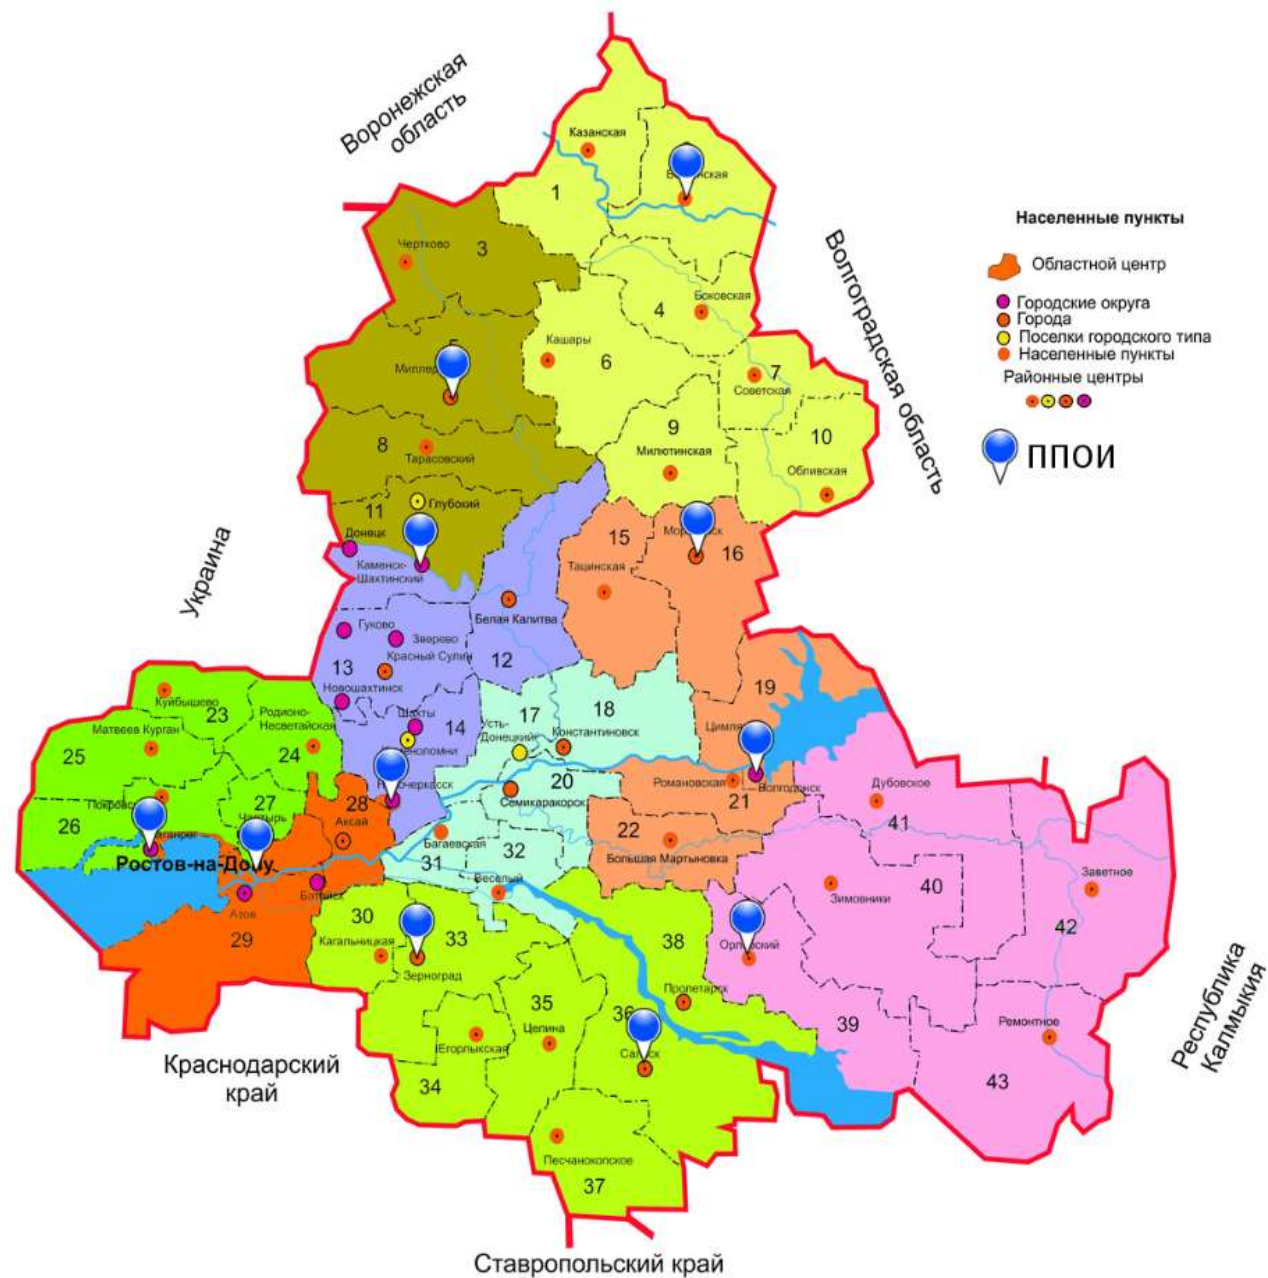 Воронежская
область
Казанская
1
Чертково
3
4
Боковская
Кашары
6
7
Советская
8
Тарасовский
9
Милютинская
10
Обливская
11
Глубокий
Донецк
Каменск-
Шахтинский
Украина
Волгоградская область
Населенные пункты
Областной центр
Городские округа
Города
Поселки городского типа
Населенные пункты
Районные центры
ППОИ
15
Тацинская
16
Белая Калитва
12
Гуково
Зверево
Красный Сулин
13
Новошахтинск
Шахты
14
17
Усть-
Донецкий
18
Константиновск
19
20
Семикаракорск
Романовская
Волгодонск
21
22
Большая Мартыновка
Куйбышево
23
Родионо-
Несветайская
24
Матвеев Курган
25
26
27
28
Аксай
Ростов-на-Дону
Азов
Батайск
29
Багаевская
31
32
Веселый
30
Кагальницкая
33
Зерноград
Дубовское
41
40
Зимовники
Заветное
42
38
Пролетарск
39
Ремонтное
43
35
Целина
Егорлыкская
34
36
Песчанокопское
37
Краснодарский
край
Республика
Калмыкия
Ставропольский край